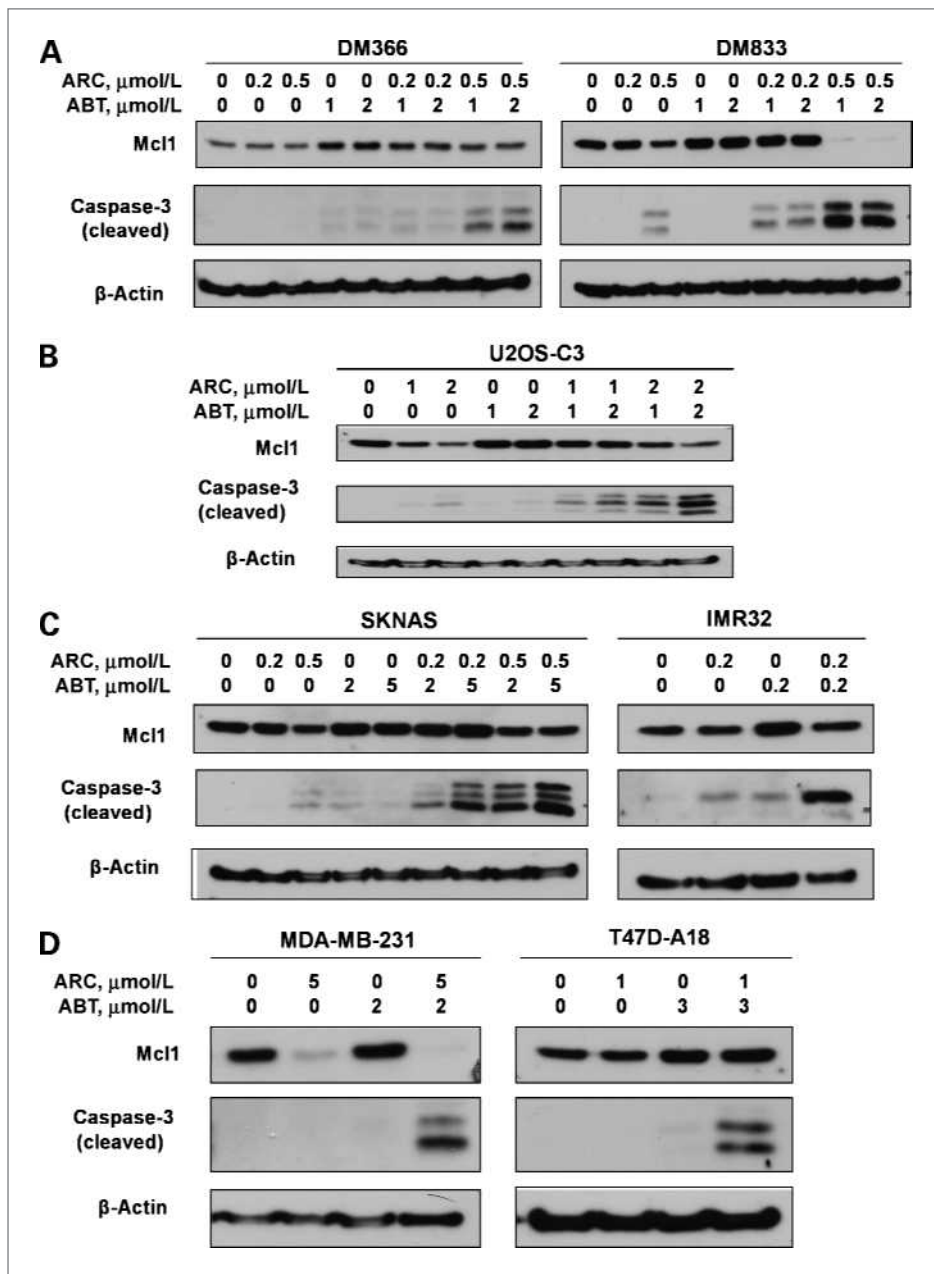 A
DM366
DM833
ARC, μmol/L 0 0.2 0.5 0 0 0.2 0.2 0.5 0.5 0 0.2 0.5 0 0 0.2 0.2 0.5 0.5
ABT, μmol/L 0 0 0 1 2 1 2 1 2 0 0 0 1 2 1 2 1 2
Mcl1
Caspase-3
(cleaved)
β-Actin
B
U2OS-C3
ARC, μmol/L 0 1 2 0 0 1 1 2 2
ABT, μmol/L 0 0 0 1 2 1 2 1 2
Mcl1
Caspase-3
(cleaved)
β-Actin
C
SKNAS
IMR32
ARC, μmol/L 0 0.2 0.5 0 0 0.2 0.2 0.5 0.5 0 0.2 0 0.2
ABT, μmol/L 0 0 0 2 5 2 5 2 5 0 0 0.2 0.2
Mcl1
Caspase-3
(cleaved)
β-Actin
D
MDA-MB-231
T47D-A18
ARC, μmol/L 0 5 0 5 0 1 0 1
ABT, μmol/L 0 0 2 2 0 0 3 3
Mcl1
Caspase-3
(cleaved)
β-Actin